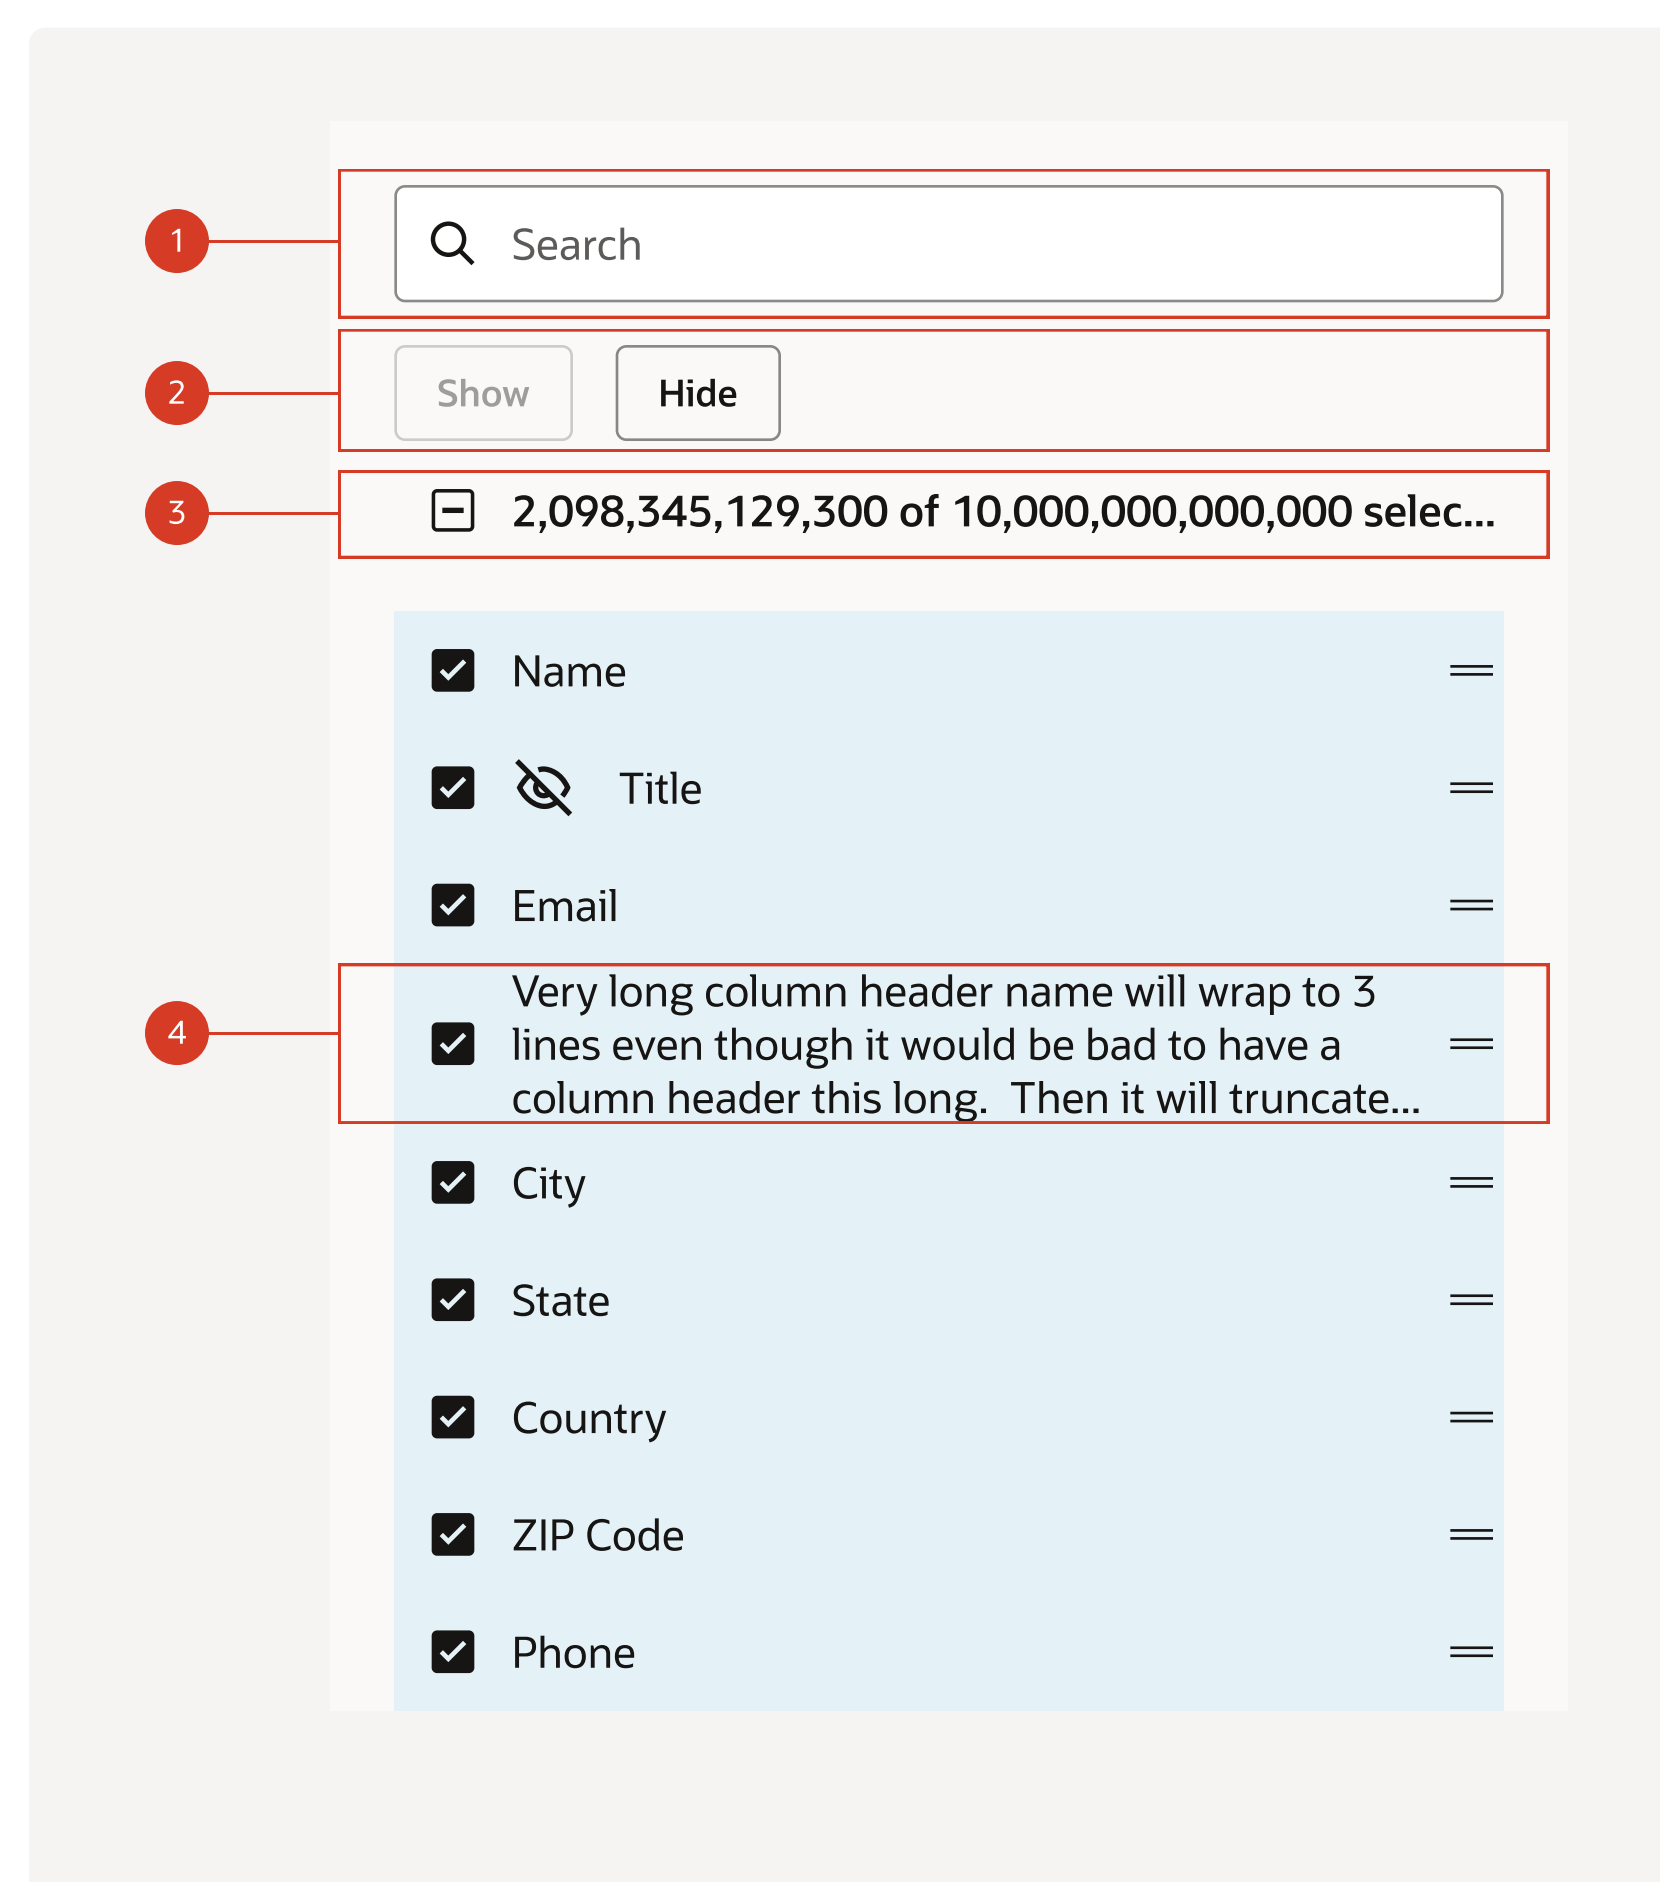 1
Search
2
Show
Hide
3
2,098,345,129,300 of 10,000,000,000,000 selec...
Name
Title
Email
4
Very long column header name will wrap to 3
lines even though it would be bad to have a
column header this long.  Then it will truncate...
City
State
Country
ZIP Code
Phone